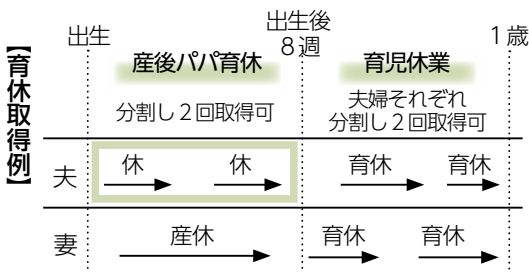 【育休取得例】
出生
出生後
8週
1歳
産後パパ育休
育児休業
分割し2回取得可
夫婦それぞれ
分割し2回取得可
夫
休
休
育休
育休
妻
産休
育休
育休